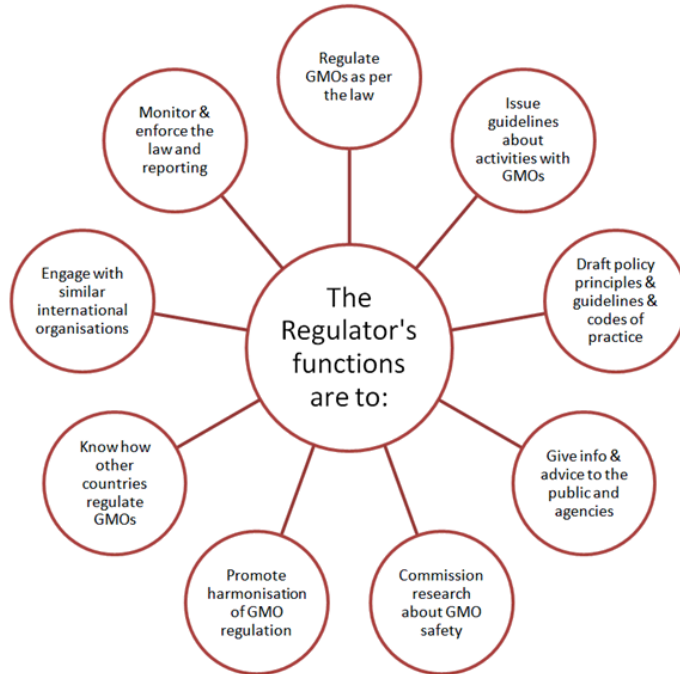 The
Regulator's
functions
are to:
Regulate
GMOs as per
the law
Issue
guidelines
about
activities with
GMOs
Draft policy
principles &
guidelines &
codes of
practice
Give info &
advice to the
public and
agencies
Commission
research
about GMO
safety
Promote
harmonisation
of GMO
regulation
Know how
other
countries
regulate
GMOs
Engage with
similar
international
organisations
Monitor &
enforce the
law and
reporting